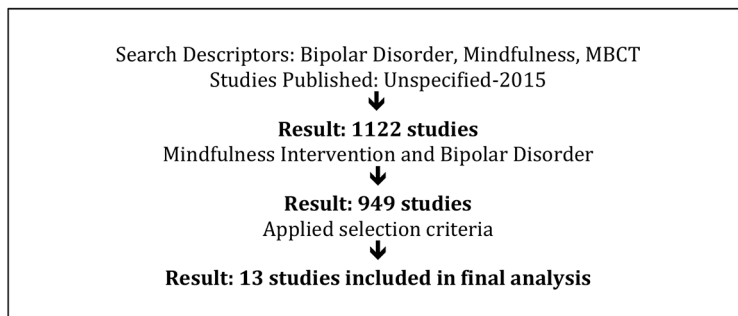 Search Descriptors: Bipolar Disorder, Mindfulness, MBCT
Studies Published: Unspecified-2015
Result: 1122 studies
Mindfulness Intervention and Bipolar Disorder
Result: 949 studies
Applied selection criteria
Result: 13 studies included in final analysis